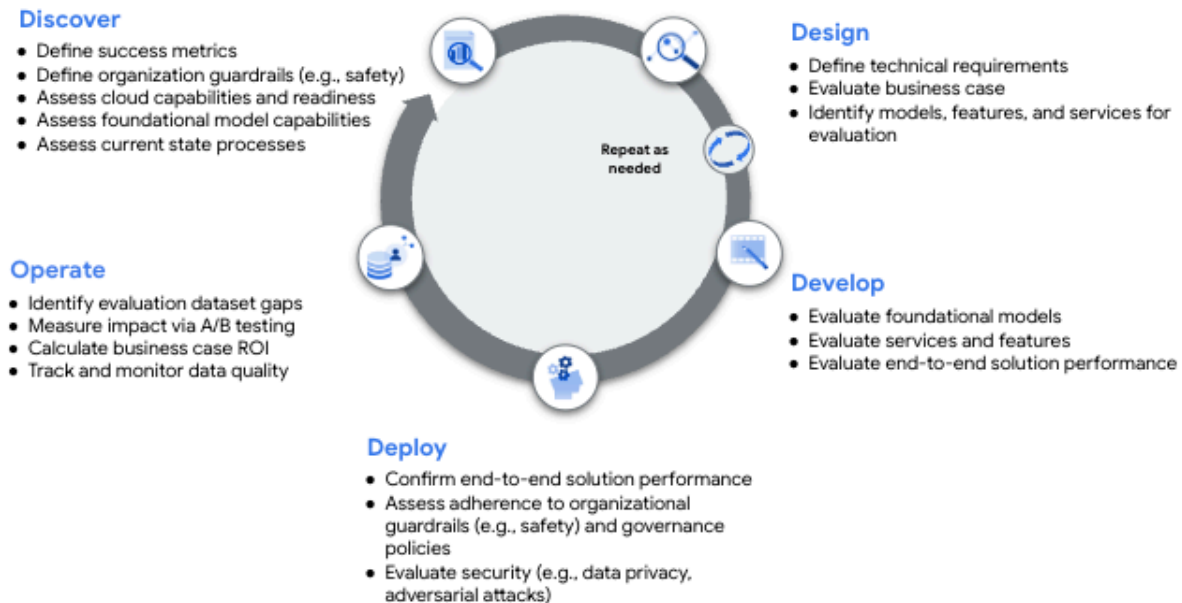 Discover
● Define success metrics
● Define organization guardrails (e.g., safety)
● Assess cloud capabilities and readiness
● Assess foundational model capabilities
● Assess current state processes
Design
● Define technical requirements
● Evaluate business case
● Identify models, features, and services for
evaluation
Repeat as
needed
Develop
● Evaluate foundational models
● Evaluate services and features
● Evaluate end-to-end solution performance
Deploy
● Confirm end-to-end solution performance
● Assess adherence to organizational
guardrails (e.g., safety) and governance
policies
● Evaluate security (e.g., data privacy,
adversarial attacks)
Operate
● Identify evaluation dataset gaps
● Measure impact via A/B testing
● Calculate business case ROI
● Track and monitor data quality